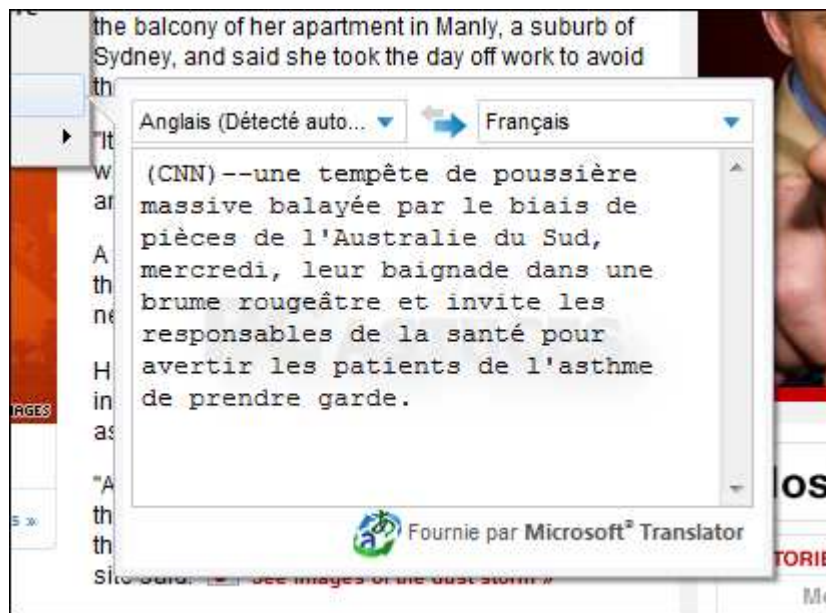 the balcony of her apartment in Manly, a suburb of
Sydney, and said she took the day off work to avoid
Anglais (Détecté auto...
Français
(CNN)--une tempête de poussière
massive balayée par le biais de
pièces de l'Australie du Sud,
mercredi, leur baignade dans une
brume rougeâtre et invite les
responsables de la santé pour
avertir les patients de l'asthme
de prendre garde.
Fournie par Microsoft® Translator
See images of the dust storm »